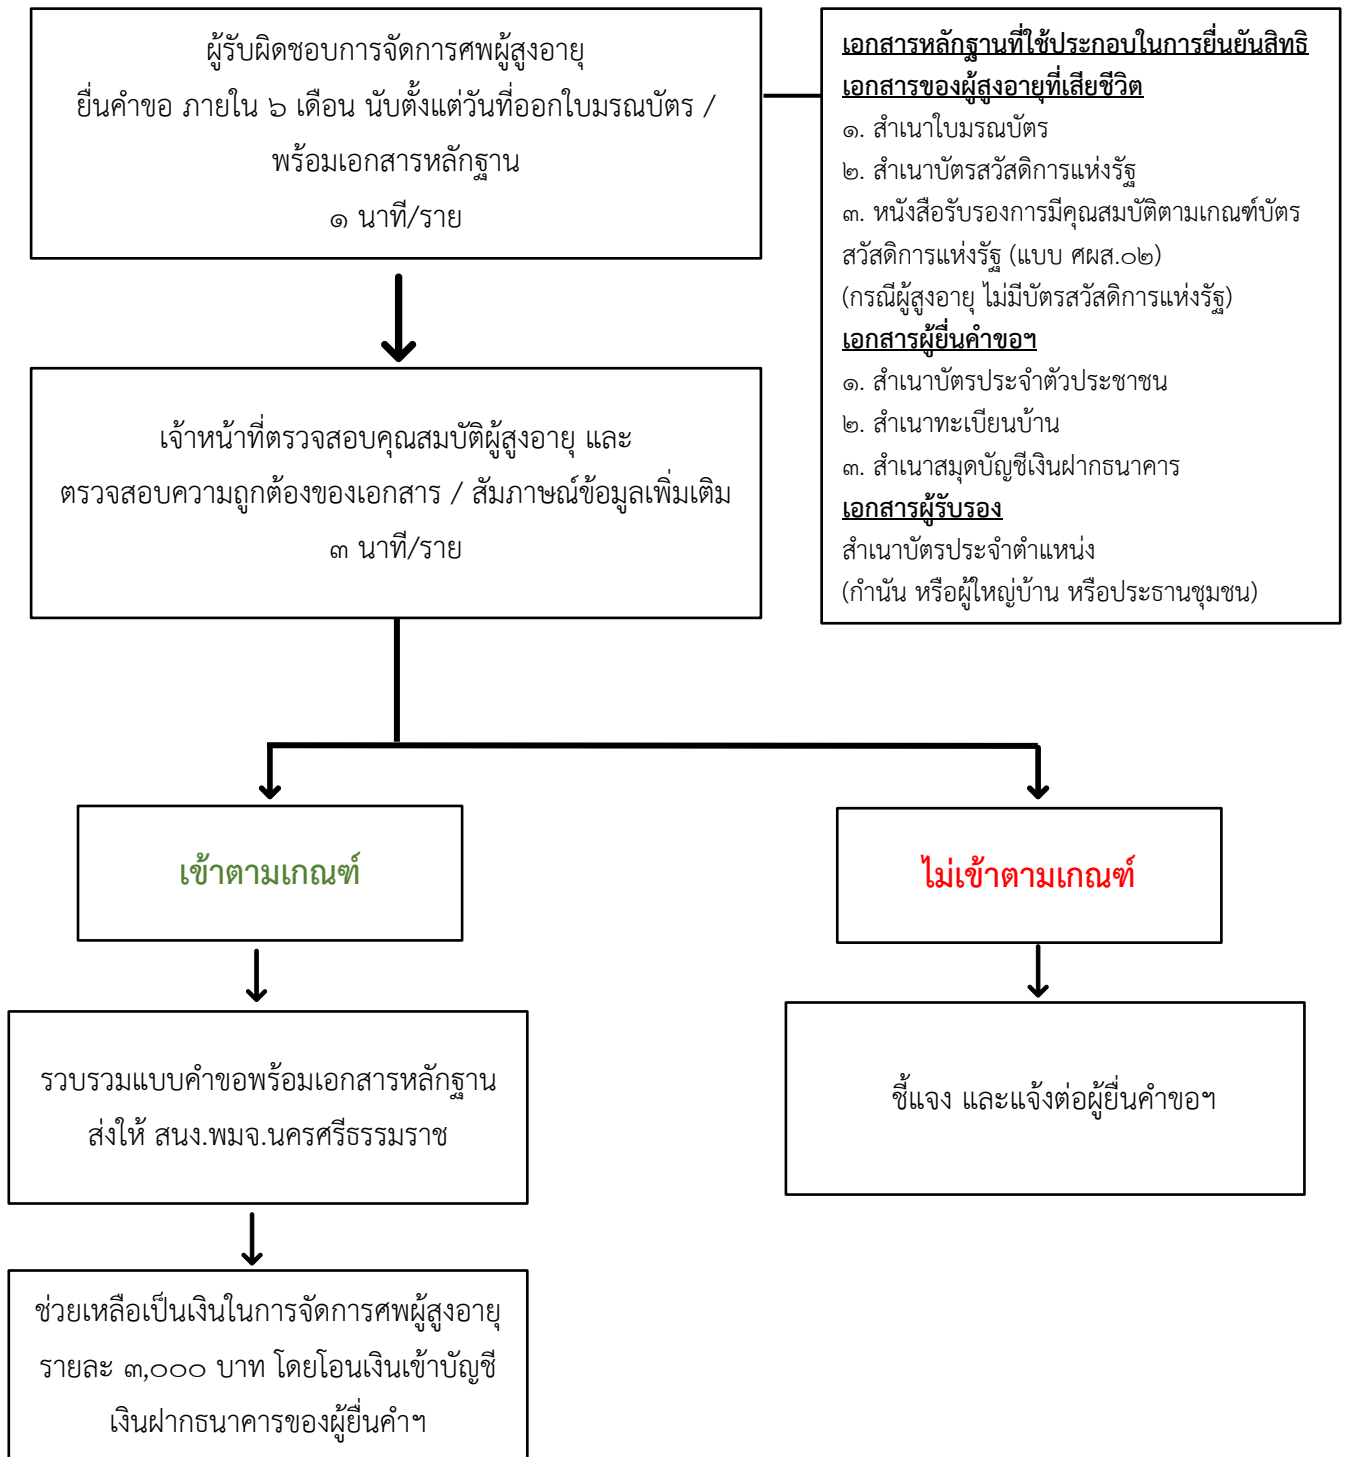 ผู้รับผิดชอบการจัดการศพผู้สูงอายุ
ยื่นคำขอ ภายใน ๖ เดือน นับตั้งแต่วันที่ออกใบมรณบัตร /
พร้อมเอกสารหลักฐาน
๑ นาที/ราย
เอกสารหลักฐานที่ใช้ประกอบในการยื่นยันสิทธิ
เอกสารของผู้สูงอายุที่เสียชีวิต
๑. สำเนาใบมรณบัตร
๒. สำเนาบัตรสวัสดิการแห่งรัฐ
๓. หนังสือรับรองการมีคุณสมบัติตามเกณฑ์บัตร
สวัสดิการแห่งรัฐ (แบบ ศผส.๐๒)
(กรณีผู้สูงอายุ ไม่มีบัตรสวัสดิการแห่งรัฐ)
เอกสารผู้ยื่นคำขอฯ
๑. สำเนาบัตรประจำตัวประชาชน
๒. สำเนาทะเบียนบ้าน
๓. สำเนาสมุดบัญชีเงินฝากธนาคาร
เอกสารผู้รับรอง
สำเนาบัตรประจำตำแหน่ง
(กำนัน หรือผู้ใหญ่บ้าน หรือประธานชุมชน)
เจ้าหน้าที่ตรวจสอบคุณสมบัติผู้สูงอายุ และ
ตรวจสอบความถูกต้องของเอกสาร / สัมภาษณ์ข้อมูลเพิ่มเติม
๓ นาที/ราย
เข้าตามเกณฑ์
ไม่เข้าตามเกณฑ์
รวบรวมแบบคำขอพร้อมเอกสารหลักฐาน
ส่งให้ สนง.พมจ.นครศรีธรรมราช
ชี้แจง และแจ้งต่อผู้ยื่นคำขอฯ
ช่วยเหลือเป็นเงินในการจัดการศพผู้สูงอายุ
รายละ ๓,๐๐๐ บาท โดยโอนเงินเข้าบัญชี
เงินฝากธนาคารของผู้ยื่นคำฯ